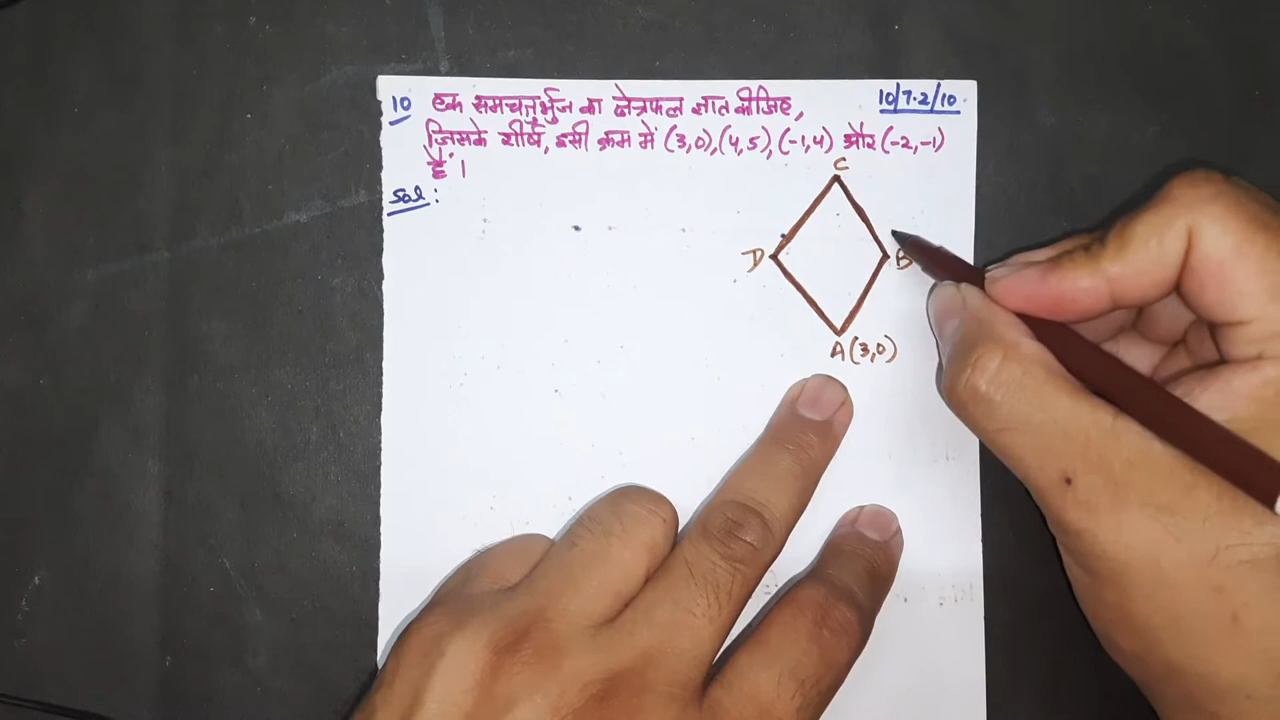 10 एक समचतुर्भुज का क्षेत्रफल ज्ञात कीजिए, 10/7.2/10
जिसके शीर्ष, इसी क्रम में (3,0),(4,5),(-1,4) और (-2,-1)
हैं।
Sol:
C
D B
A(3,0)